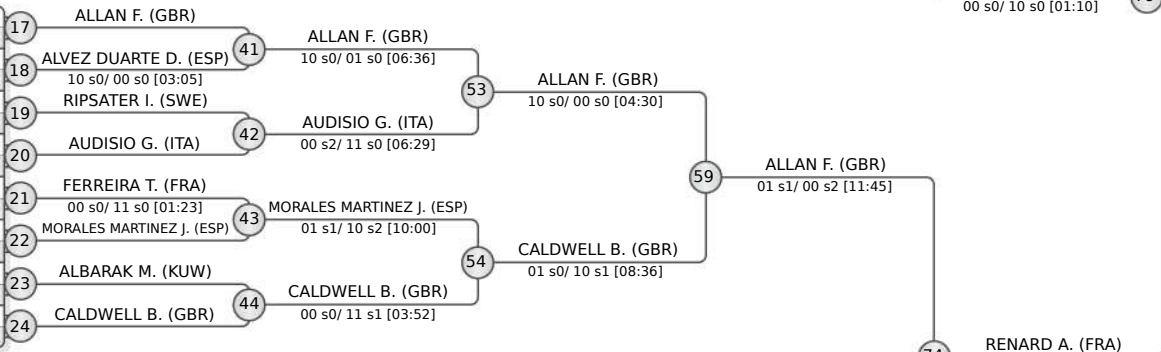 00 s0/ 10 s0 [01:10]
17
ALLAN F. (GBR)
18
ALVEZ DUARTE D. (ESP)
10 s0/ 00 s0 [03:05]
19
RIPSATER I. (SWE)
20
AUDISIO G. (ITA)
21
FERREIRA T. (FRA)
00 s0/ 11 s0 [01:23]
22
MORALES MARTINEZ J. (ESP)
23
ALBARAK M. (KUW)
24
CALDWELL B. (GBR)
41
ALLAN F. (GBR)
10 s0/ 01 s0 [06:36]
42
AUDISIO G. (ITA)
00 s2/ 11 s0 [06:29]
43
MORALES MARTINEZ J. (ESP)
01 s1/ 10 s2 [10:00]
44
CALDWELL B. (GBR)
00 s0/ 11 s1 [03:52]
53
ALLAN F. (GBR)
10 s0/ 00 s0 [04:30]
54
CALDWELL B. (GBR)
01 s0/ 10 s1 [08:36]
59
ALLAN F. (GBR)
01 s1/ 00 s2 [11:45]
RENARD A. (FRA)